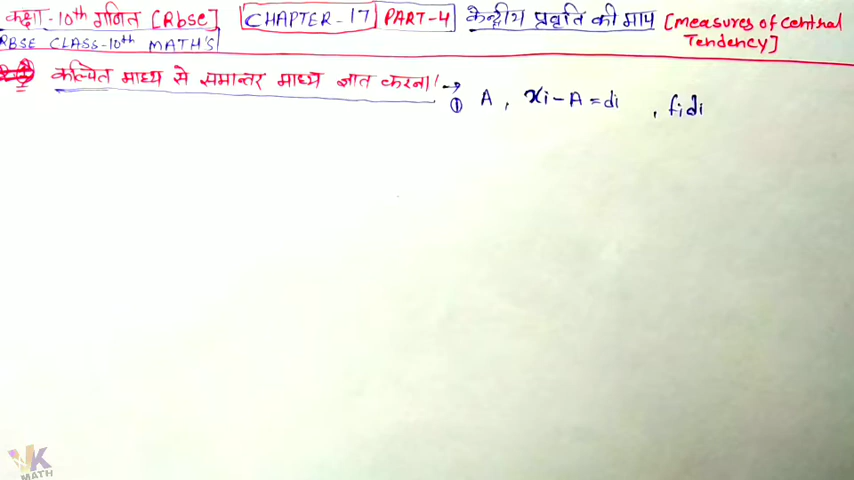 कक्षा-10th गणित [Rbse] CHAPTER-17 PART-4 केन्द्रीय प्रवृति की माप [Measures of Central Tendency]
RBSE CLASS-10th MATH'S
कल्पित माध्य से समान्तर माध्य ज्ञात करना। →
① A, xi-A=di, fidi
VK MATH